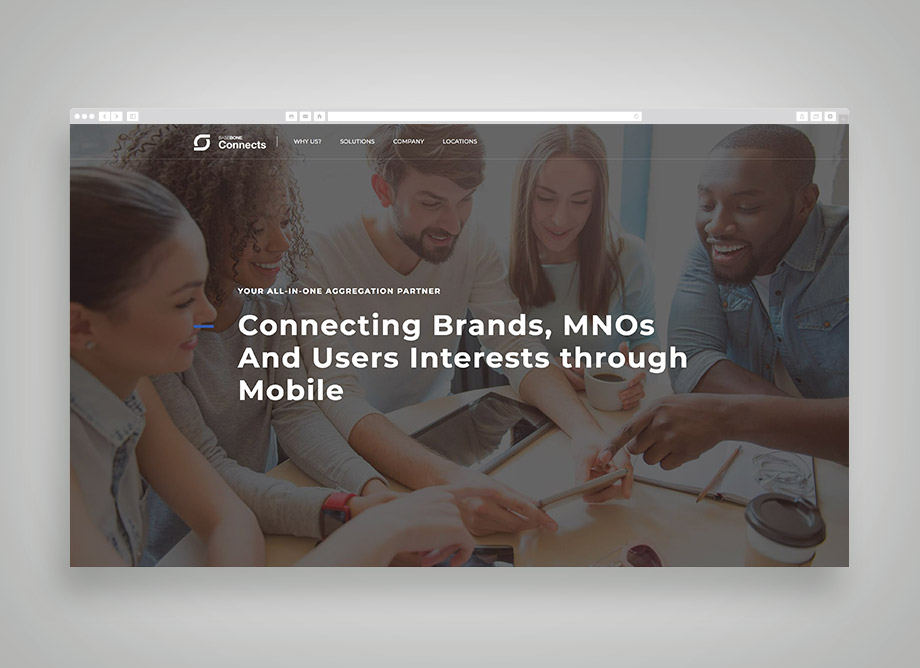 BASEBONE
Connects
WHY US?
SOLUTIONS
COMPANY
LOCATIONS
YOUR ALL-IN-ONE AGGREGATION PARTNER
Connecting Brands, MNOs
And Users Interests through
Mobile